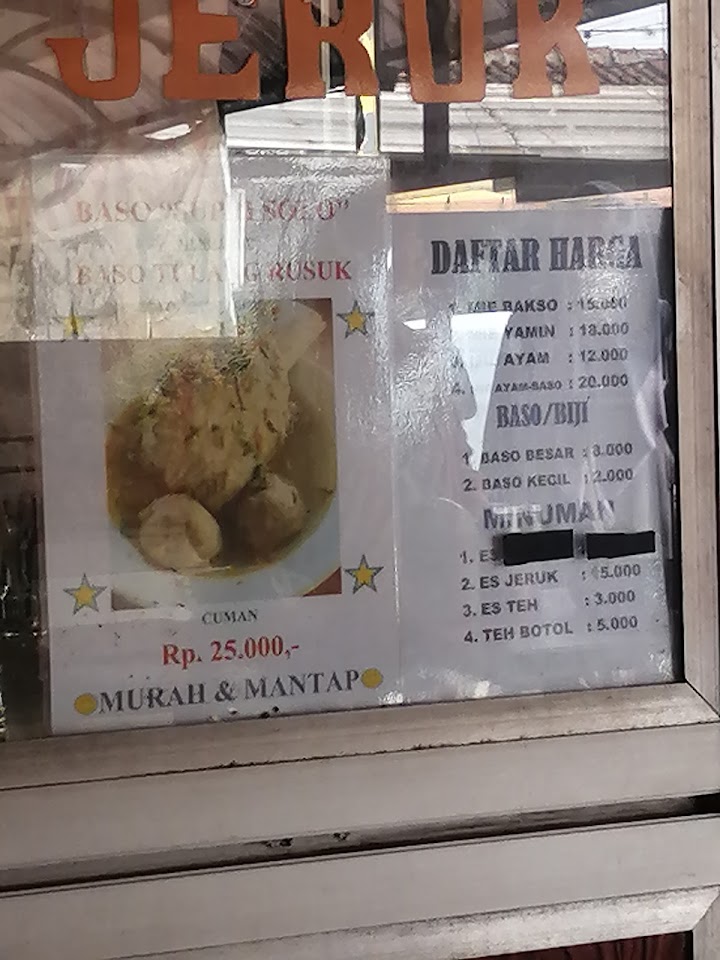 JERUK
BASO "SUPER SOLO"
BASO TULANG RUSUK
CUMAN
Rp. 25.000,-
MURAH & MANTAP
DAFTAR HARGA
1. MIE BAKSO : 15.000
YAMIN : 18.000
AYAM : 12.000
4. AYAM-BASO : 20.000
BASO/BIJI
1. BASO BESAR : 8.000
2. BASO KECIL : 2.000
MINUMAN
1. ES
2. ES JERUK : 5.000
3. ES TEH : 3.000
4. TEH BOTOL : 5.000